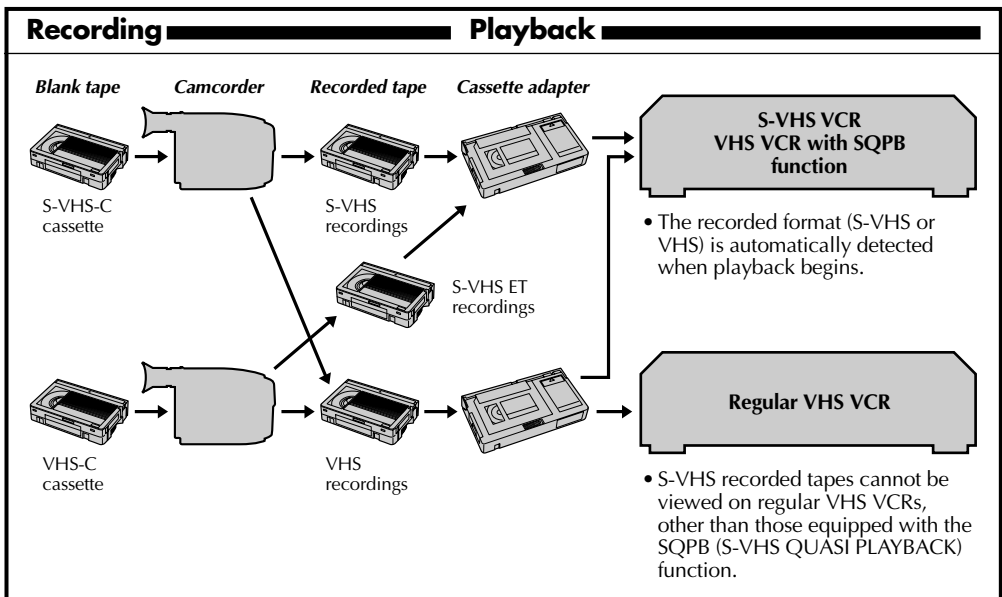 Recording
Playback
Blank tape
Camcorder
Recorded tape
Cassette adapter
S-VHS-C
cassette
S-VHS
recordings
S-VHS VCR
VHS VCR with SQPB
function
• The recorded format (S-VHS or
VHS) is automatically detected
when playback begins.
S-VHS ET
recordings
VHS-C
cassette
VHS
recordings
Regular VHS VCR
• S-VHS recorded tapes cannot be
viewed on regular VHS VCRs,
other than those equipped with the
SQPB (S-VHS QUASI PLAYBACK)
function.